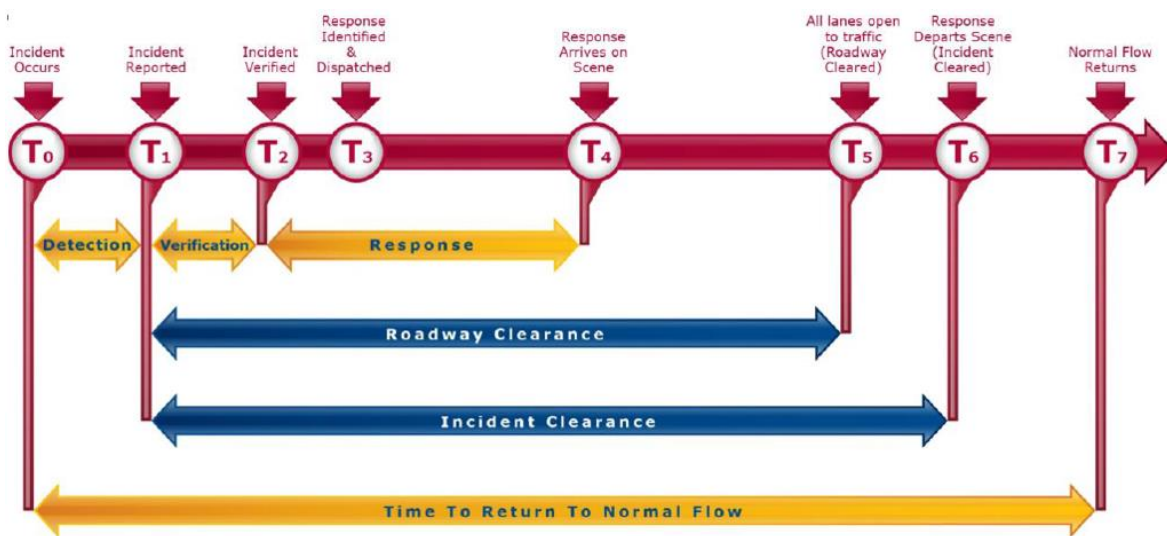 Incident
Occurs
Incident
Reported
Incident
Verified
Response
Identified
&
Dispatched
Response
Arrives on
Scene
All lanes open
to traffic
(Roadway
Cleared)
Response
Departs Scene
(Incident
Cleared)
Normal Flow
Returns
T0
T1
T2
T3
T4
T5
T6
T7
Detection
Verification
Response
Roadway Clearance
Incident Clearance
Time To Return To Normal Flow